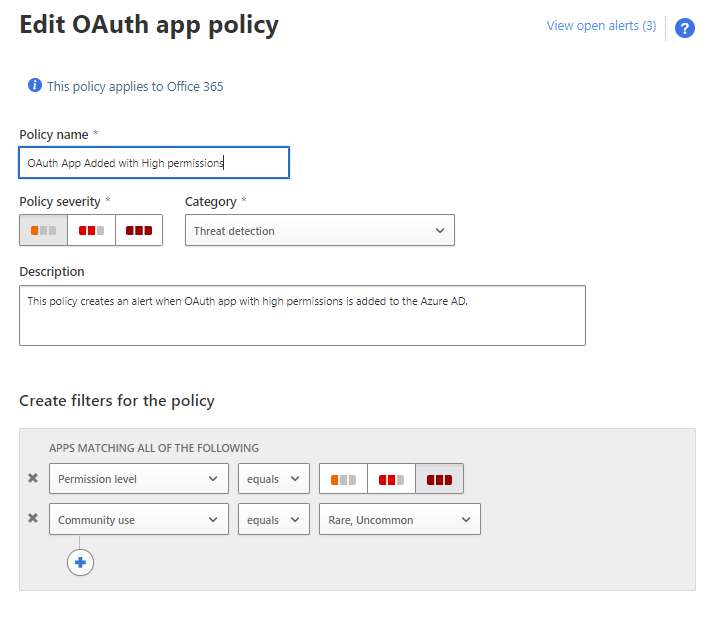 Edit OAuth app policy
View open alerts (3)
?
i This policy applies to Office 365
Policy name *
OAuth App Added with High permissions
Policy severity *
Category *
Threat detection
Description
This policy creates an alert when OAuth app with high permissions is added to the Azure AD.
Create filters for the policy
APPS MATCHING ALL OF THE FOLLOWING
Permission level
equals
Community use
equals
Rare, Uncommon